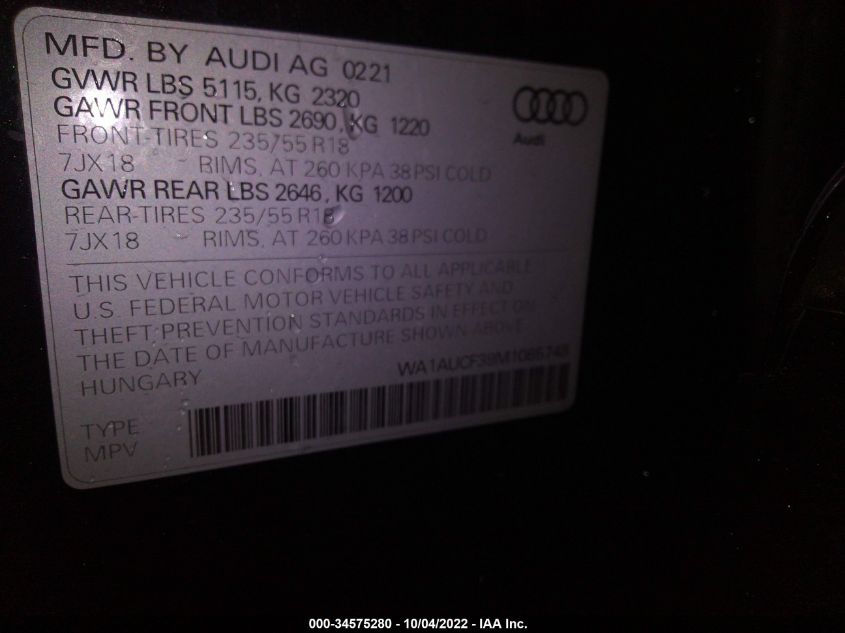 MFD. BY AUDI AG 0221
GVWR LBS 5115, KG 2320
GAWR FRONT LBS 2690, KG 1220
FRONT-TIRES 235/55 R18
7JX18 RIMS, AT 260 KPA 38 PSI COLD
GAWR REAR LBS 2646, KG 1200
REAR-TIRES 235/55 R18
7JX18 RIMS, AT 260 KPA 38 PSI COLD
Audi
THIS VEHICLE CONFORMS TO ALL APPLICABLE
U.S. FEDERAL MOTOR VEHICLE SAFETY AND
THEFT PREVENTION STANDARDS IN EFFECT ON
THE DATE OF MANUFACTURE SHOWN ABOVE.
HUNGARY
TYPE
MPV
000-34575280 - 10/04/2022 - IAA Inc.